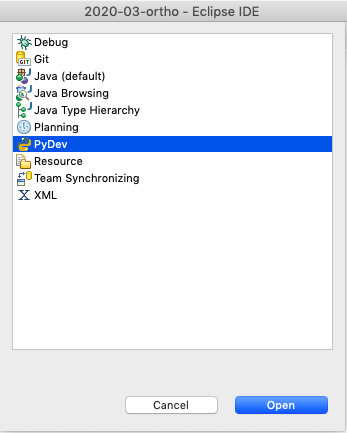 2020-03-ortho - Eclipse IDE
Debug
Git
Java (default)
Java Browsing
Java Type Hierarchy
Planning
PyDev
Resource
Team Synchronizing
XML
Cancel
Open